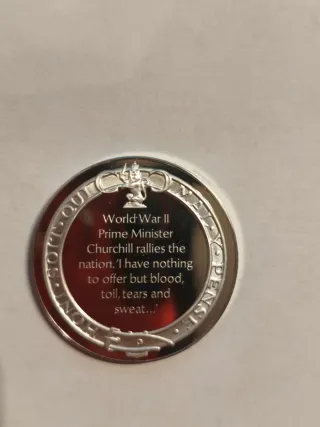 HONI · SOIT · QUI MAL · Y · PENSE ·
World War II
Prime Minister
Churchill rallies the
nation, 'I have nothing
to offer but blood,
toil, tears and
sweat...'